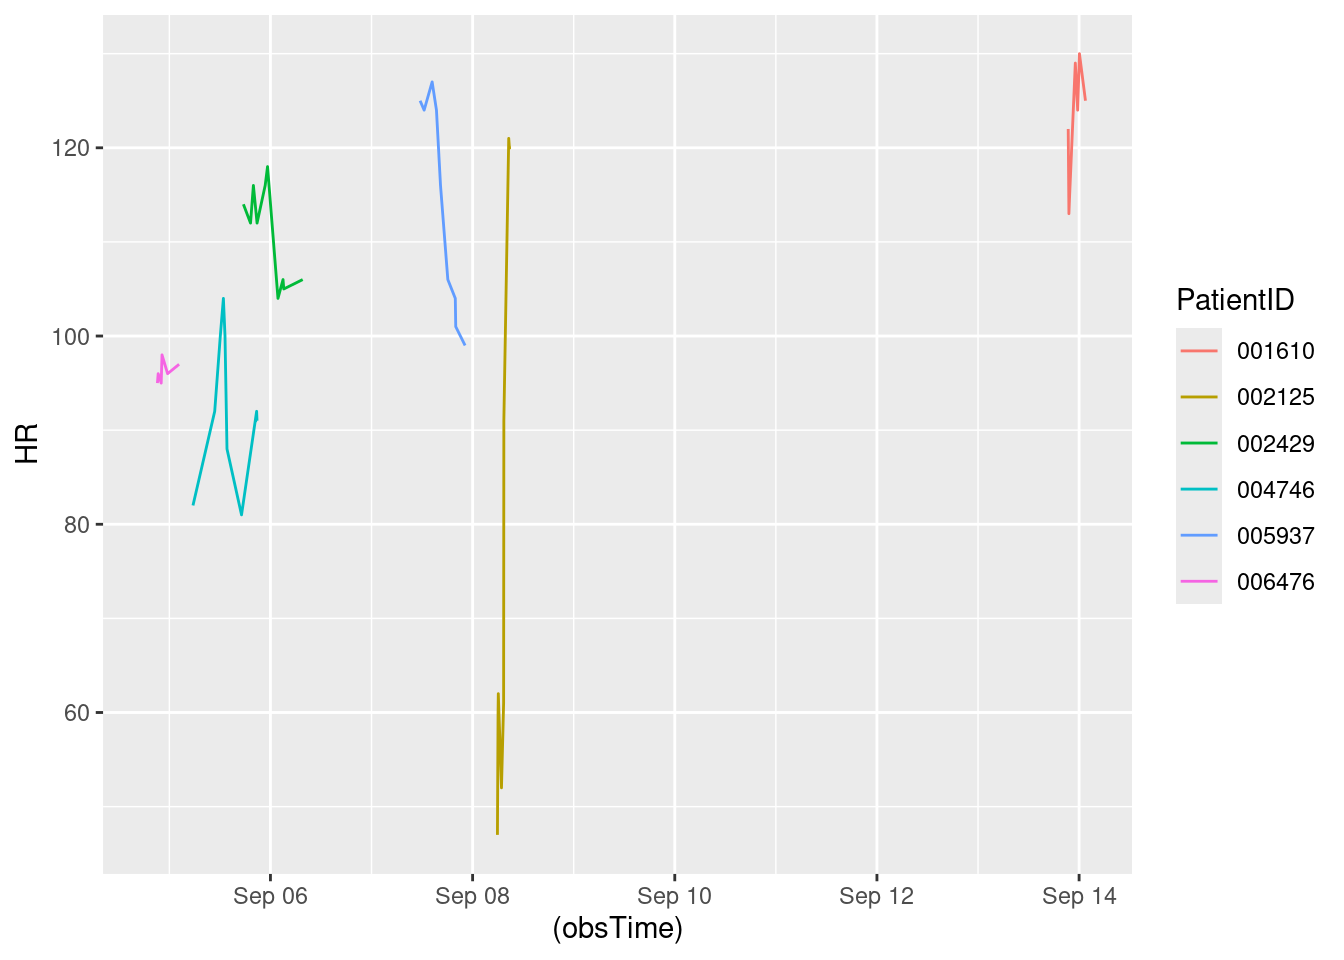 HR
120
100
80
60
Sep 06
Sep 08
Sep 10
Sep 12
Sep 14
(obsTime)
PatientID
001610
002125
002429
004746
005937
006476